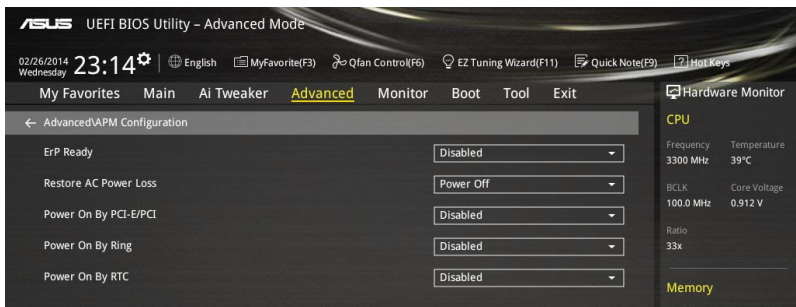 ASUS UEFI BIOS Utility – Advanced Mode
02/26/2014 Wednesday 23:14 English MyFavorite(F3) Qfan Control(F6) EZ Tuning Wizard(F11) Quick Note(F9) ? Hot Keys
My Favorites Main Ai Tweaker Advanced Monitor Boot Tool Exit
Hardware Monitor
← Advanced\APM Configuration
ErP Ready Disabled
Restore AC Power Loss Power Off
Power On By PCI-E/PCI Disabled
Power On By Ring Disabled
Power On By RTC Disabled
CPU
Frequency Temperature
3300 MHz 39°C
BCLK Core Voltage
100.0 MHz 0.912 V
Ratio
33x
Memory